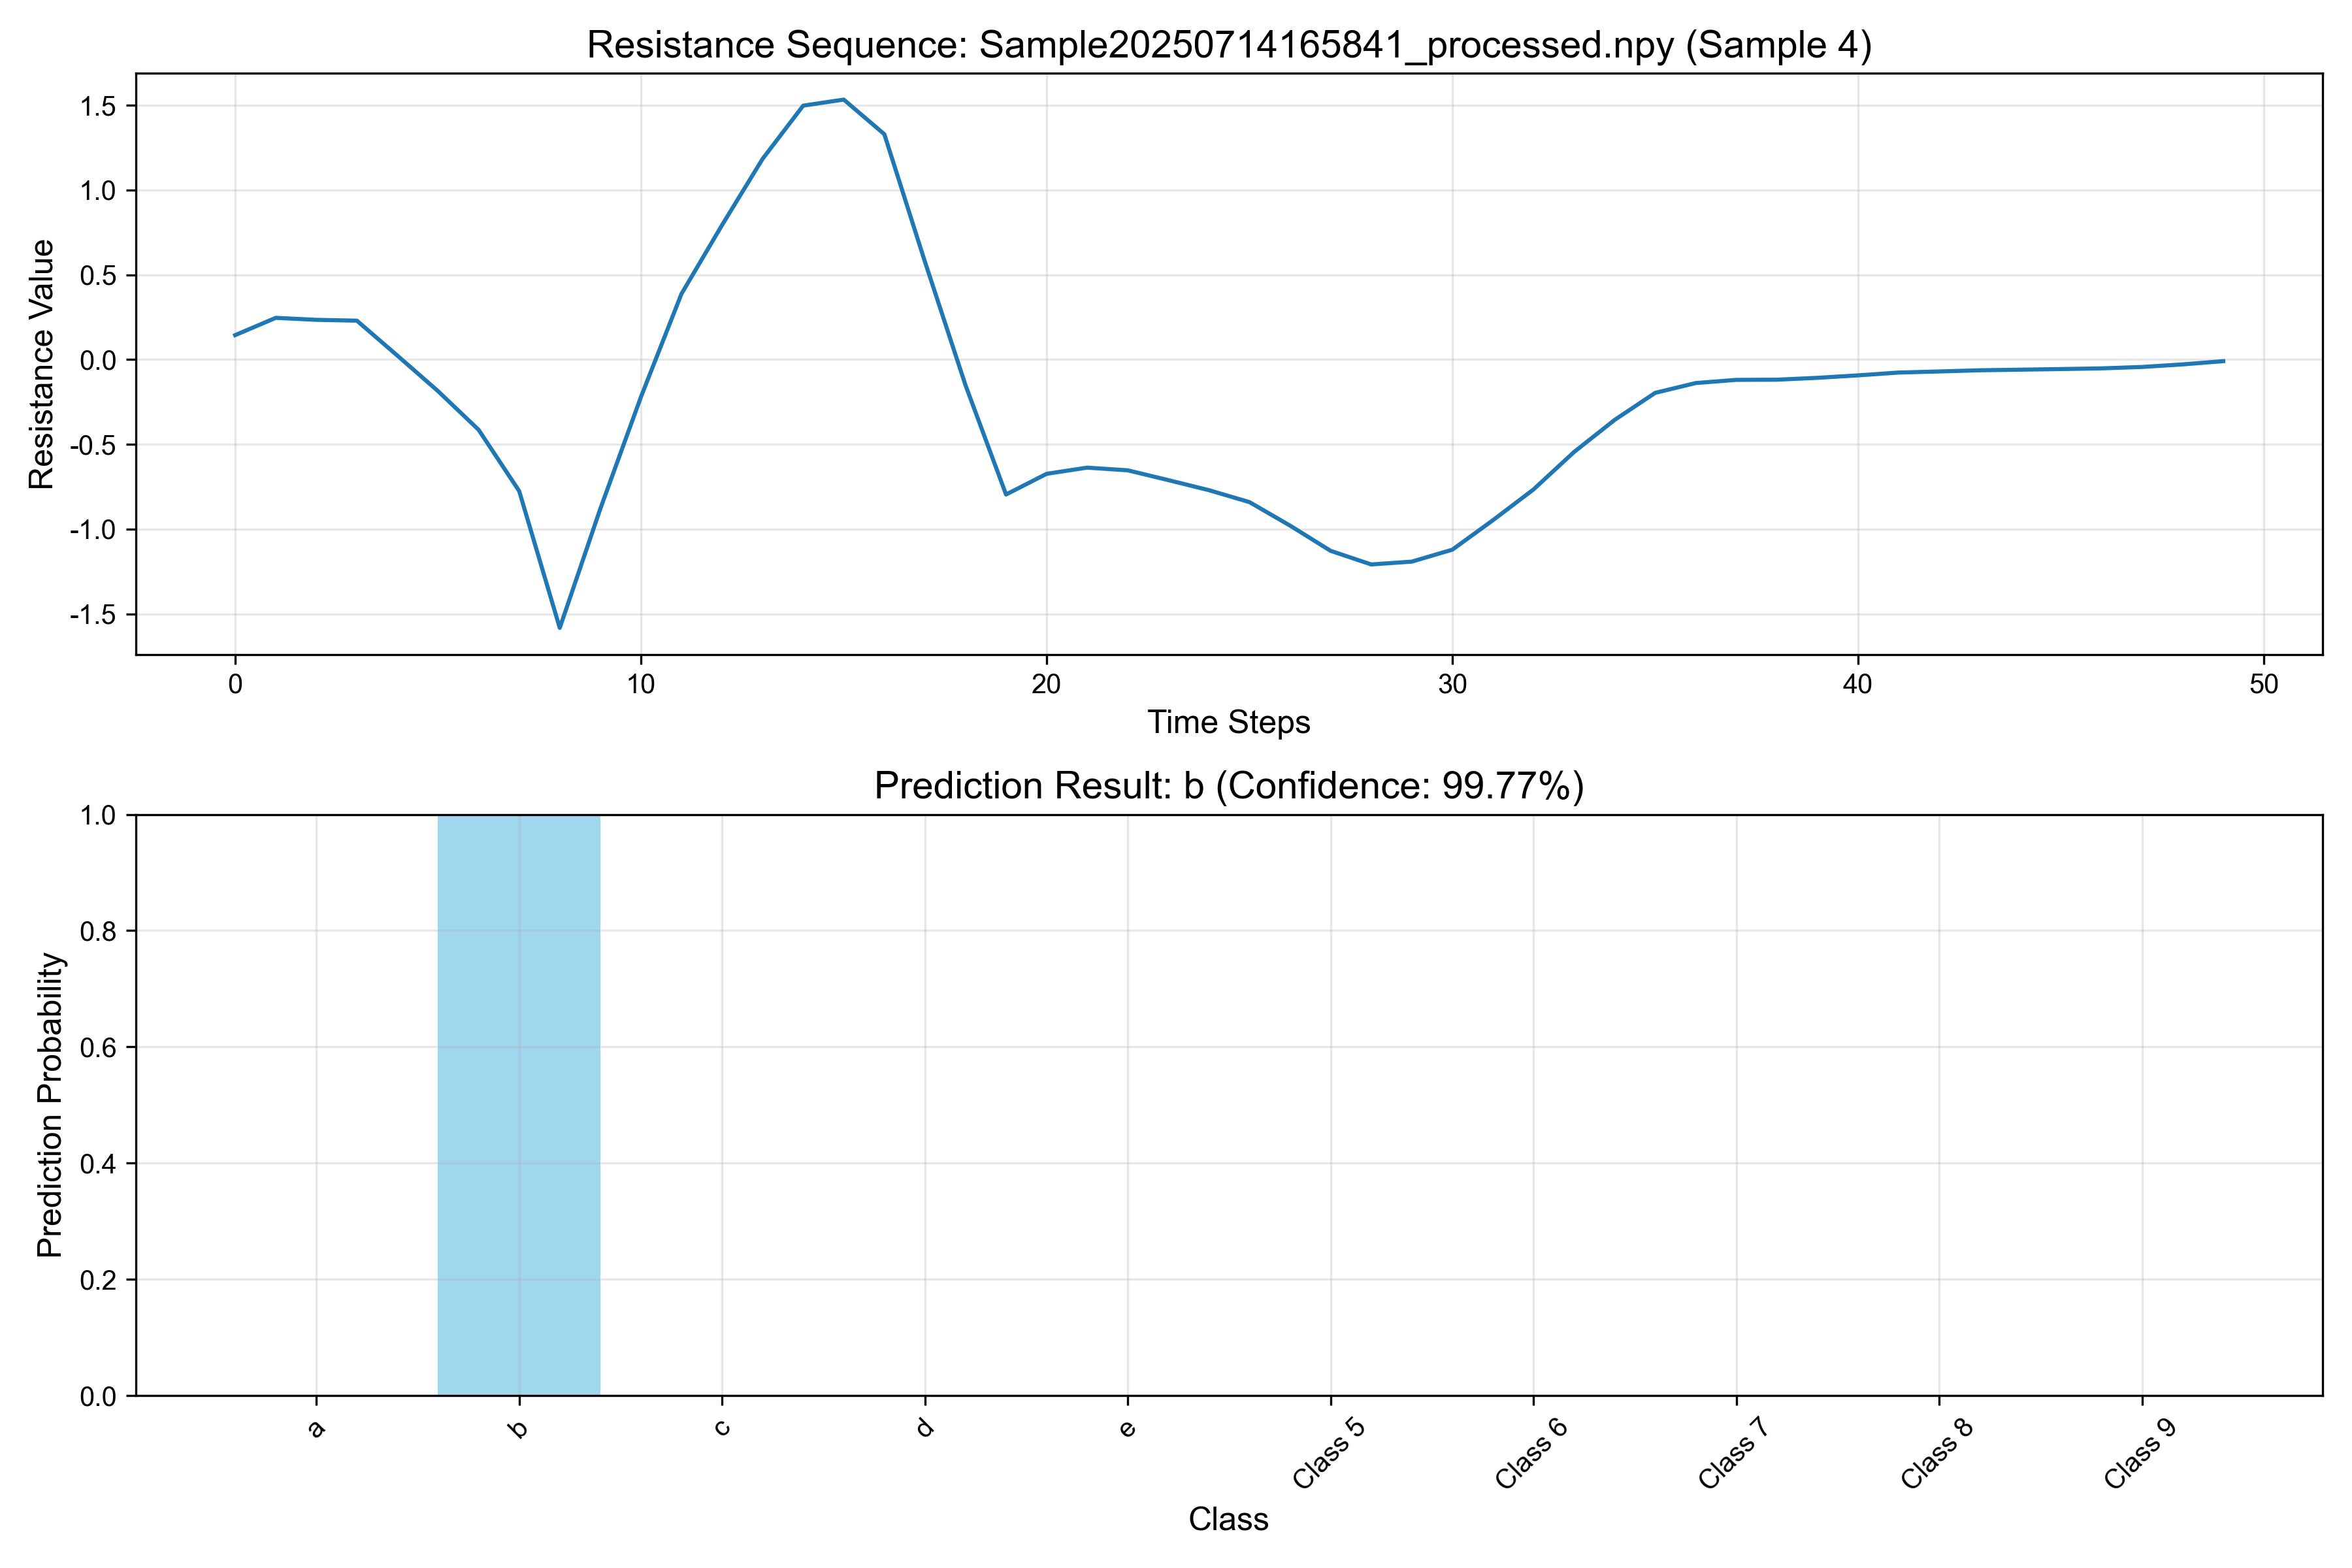 Resistance Sequence: Sample20250714165841_processed.npy (Sample 4)
Resistance Value
1.5
1.0
0.5
0.0
-0.5
-1.0
-1.5
0 10 20 30 40 50
Time Steps
Prediction Result: b (Confidence: 99.77%)
Prediction Probability
1.0
0.8
0.6
0.4
0.2
0.0
a b c d e Class 5 Class 6 Class 7 Class 8 Class 9
Class